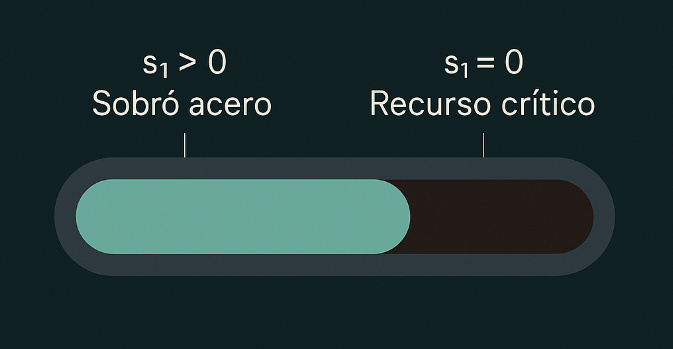 s₁ > 0
Sobró acero
s₁ = 0
Recurso crítico